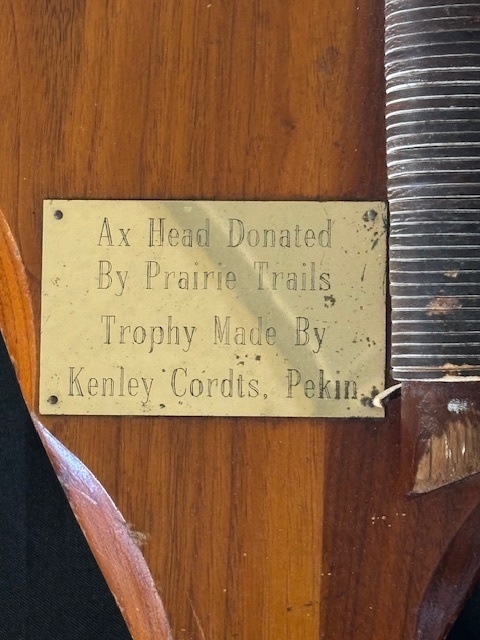 Ax Head Donated
By Prairie Trails
Trophy Made By
Kenley Cordts, Pekin